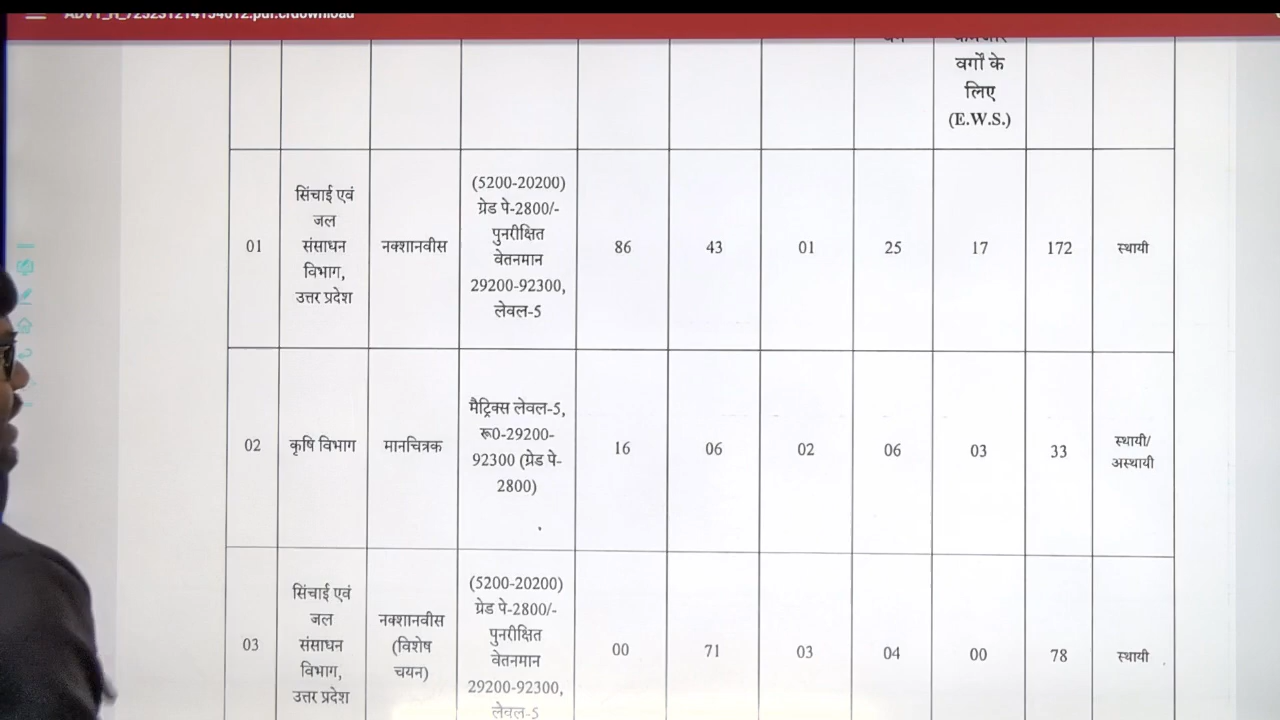 ADVT_H_723231214154612.pdf.crdownload
वर्गों के
लिए
(E.W.S.)
01
सिंचाई एवं
जल
संसाधन
विभाग,
उत्तर प्रदेश
नक्शानवीस
(5200-20200)
ग्रेड पे-2800/-
पुनरीक्षित
वेतनमान
29200-92300,
लेवल-5
86
43
01
25
17
172
स्थायी
02
कृषि विभाग
मानचित्रक
मैट्रिक्स लेवल-5,
रू0-29200-
92300 (ग्रेड पे-
2800)
16
06
02
06
03
33
स्थायी/
अस्थायी
03
सिंचाई एवं
जल
संसाधन
विभाग,
उत्तर प्रदेश
नक्शानवीस
(विशेष
चयन)
(5200-20200)
ग्रेड पे-2800/-
पुनरीक्षित
वेतनमान
29200-92300,
लेवल-5
00
71
03
04
00
78
स्थायी